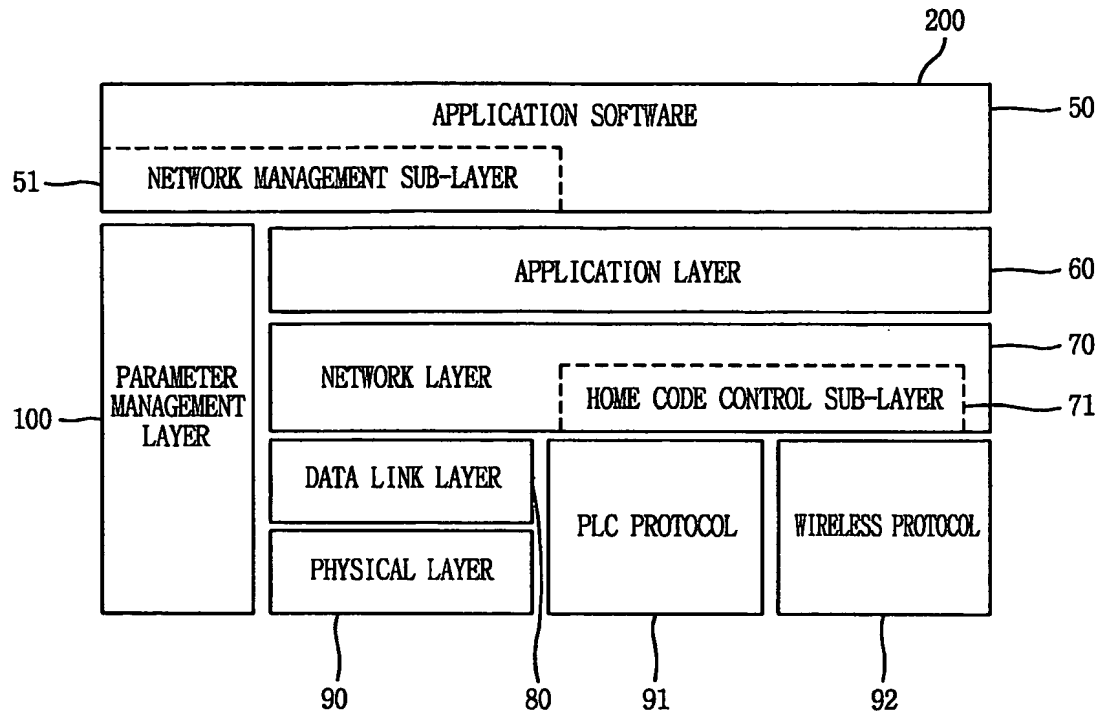 200
APPLICATION SOFTWARE
50
NETWORK MANAGEMENT SUB-LAYER
51
APPLICATION LAYER
60
NETWORK LAYER
70
HOME CODE CONTROL SUB-LAYER
71
PARAMETER
MANAGEMENT
LAYER
100
DATA LINK LAYER
PLC PROTOCOL
WIRELESS PROTOCOL
PHYSICAL LAYER
90
80
91
92